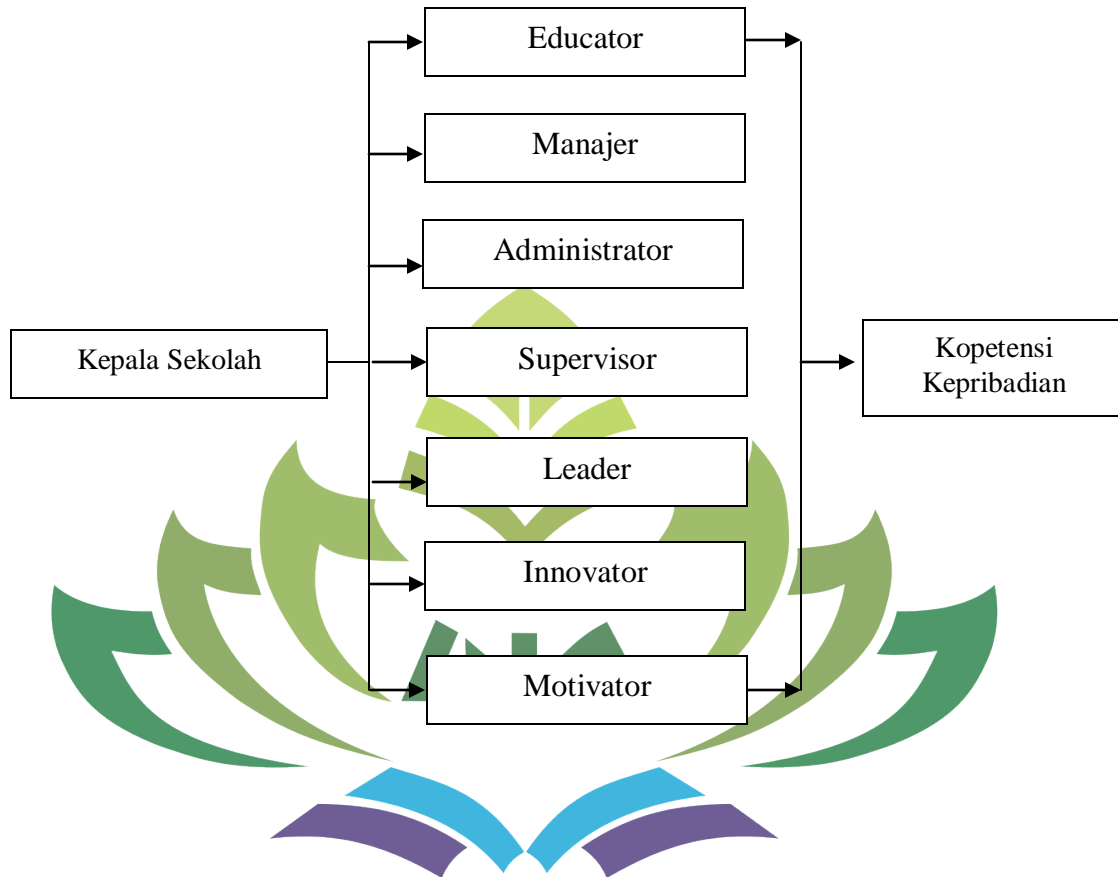 Educator
Manajer
Administrator
Kepala Sekolah
Supervisor
Kopetensi
Kepribadian
Leader
Innovator
Motivator